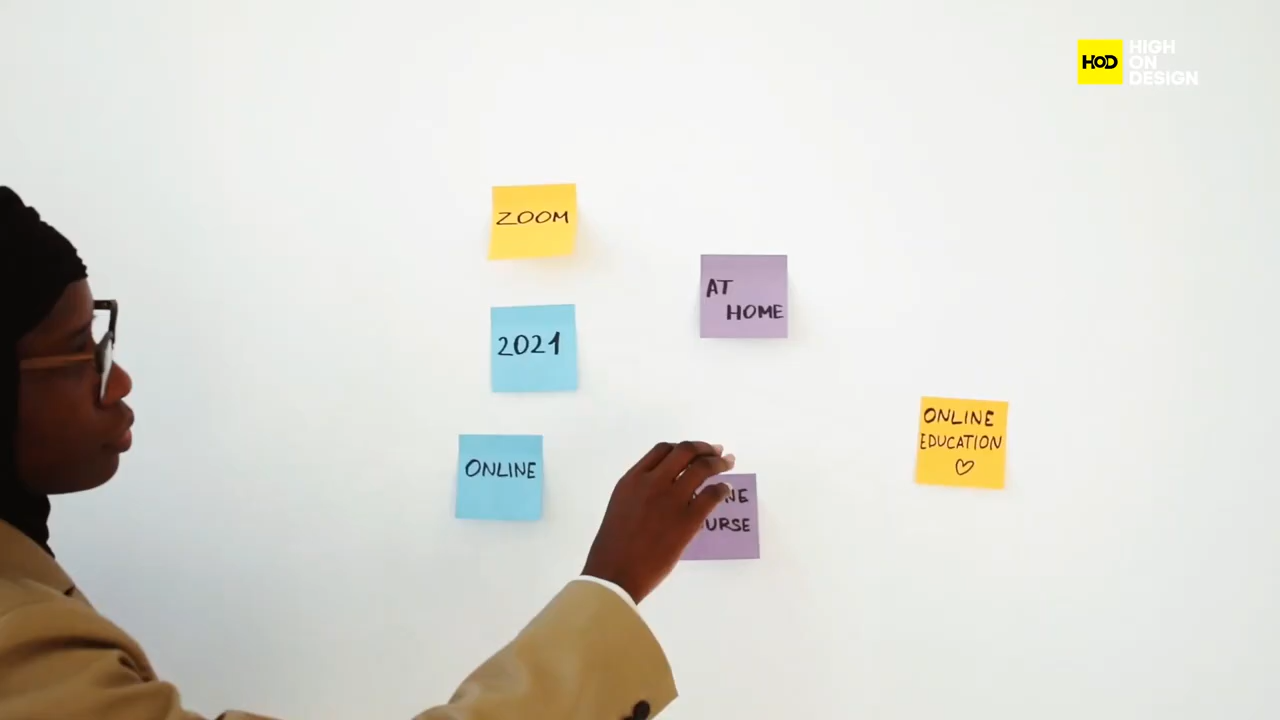 HOD
HIGH
ON
DESIGN
ZOOM
AT
HOME
2021
ONLINE
EDUCATION
ONLINE